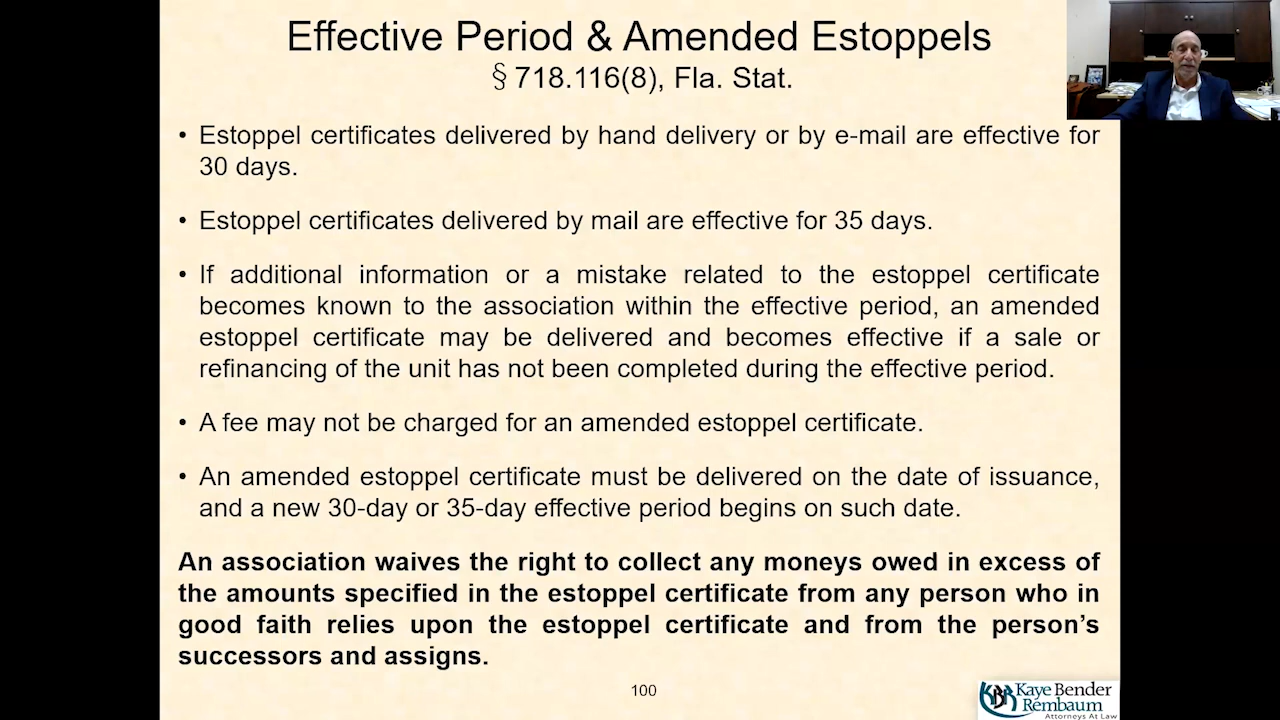 Effective Period & Amended Estoppels
§ 718.116(8), Fla. Stat.
• Estoppel certificates delivered by hand delivery or by e-mail are effective for
30 days.
• Estoppel certificates delivered by mail are effective for 35 days.
• If additional information or a mistake related to the estoppel certificate
becomes known to the association within the effective period, an amended
estoppel certificate may be delivered and becomes effective if a sale or
refinancing of the unit has not been completed during the effective period.
• A fee may not be charged for an amended estoppel certificate.
• An amended estoppel certificate must be delivered on the date of issuance,
and a new 30-day or 35-day effective period begins on such date.
An association waives the right to collect any moneys owed in excess of
the amounts specified in the estoppel certificate from any person who in
good faith relies upon the estoppel certificate and from the person’s
successors and assigns.
100
KBR Kaye Bender
Rembaum
Attorneys At Law